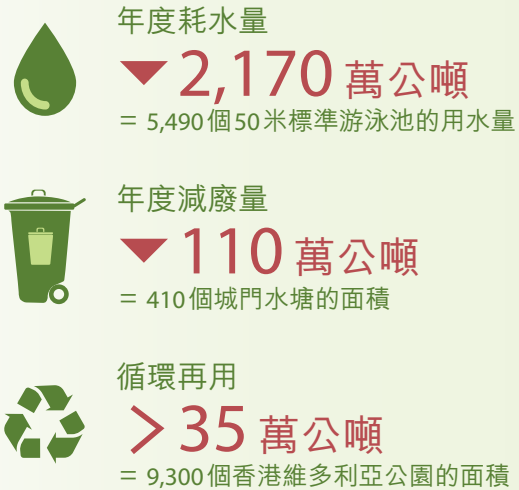 年度耗水量
▼2,170 萬公噸
= 5,490個50米標準游泳池的用水量
年度減廢量
▼110 萬公噸
= 410個城門水塘的面積
循環再用
>35 萬公噸
= 9,300個香港維多利亞公園的面積